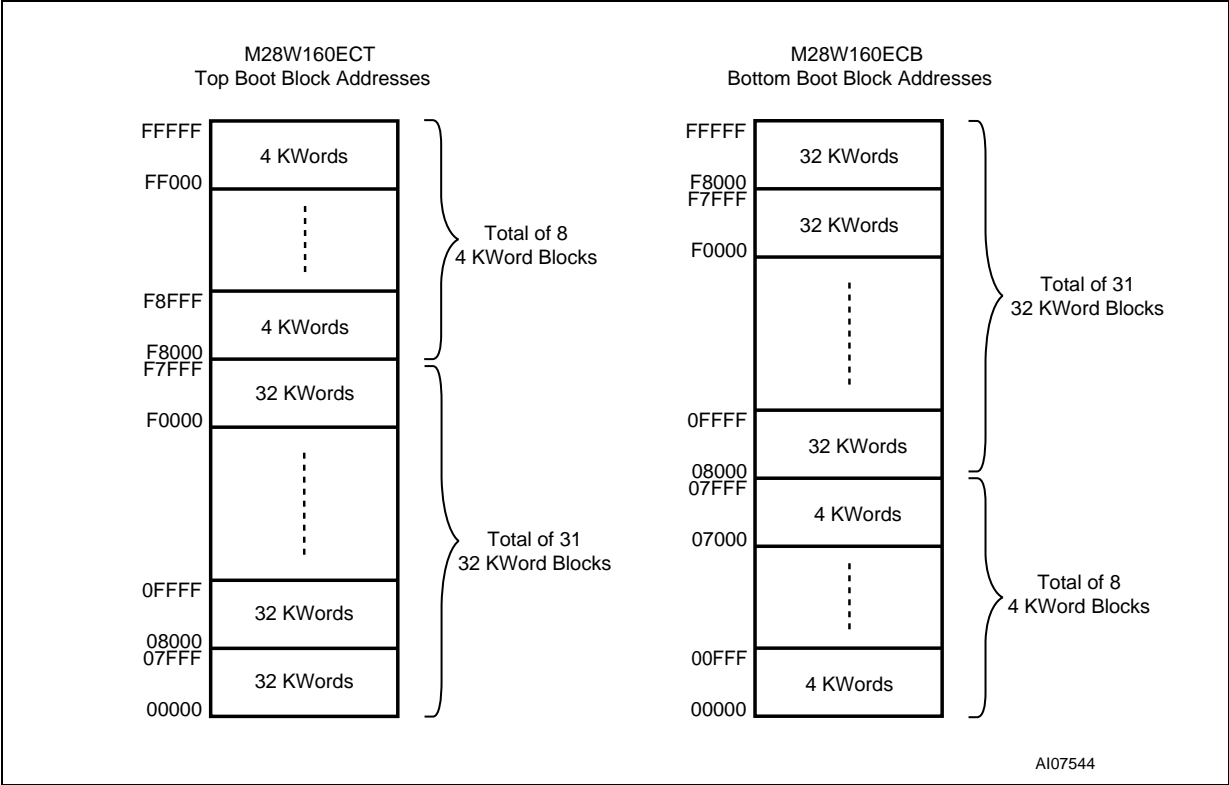 M28W160ECT
Top Boot Block Addresses
FFFFF
4 KWords
FF000
Total of 8
4 KWord Blocks
F8FFF
4 KWords
F8000
F7FFF
32 KWords
F0000
Total of 31
32 KWord Blocks
0FFFF
32 KWords
08000
07FFF
32 KWords
00000
M28W160ECB
Bottom Boot Block Addresses
FFFFF
32 KWords
F8000
F7FFF
32 KWords
F0000
Total of 31
32 KWord Blocks
0FFFF
32 KWords
08000
07FFF
4 KWords
07000
Total of 8
4 KWord Blocks
00FFF
4 KWords
00000
AI07544